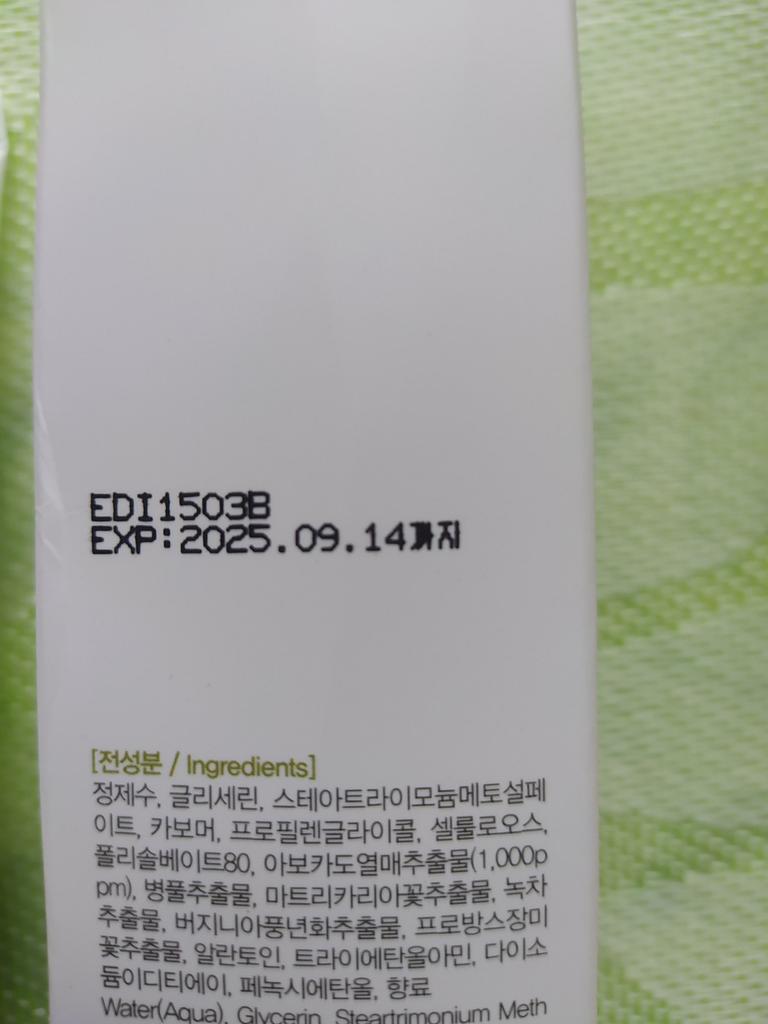 EDI1503B
EXP:2025.09.14까지
[전성분 / Ingredients]
정제수, 글리세린, 스테아트라이모늄메토설페
이트, 카보머, 프로필렌글라이콜, 셀룰로오스,
폴리솔베이트80, 아보카도열매추출물(1,000p
pm), 병풀추출물, 마트리카리아꽃추출물, 녹차
추출물, 버지니아풍년화추출물, 프로방스장미
꽃추출물, 알란토인, 트라이에탄올아민, 다이소
듐이디티에이, 페녹시에탄올, 향료
Water(Aqua), Glycerin, Steartrimonium Meth